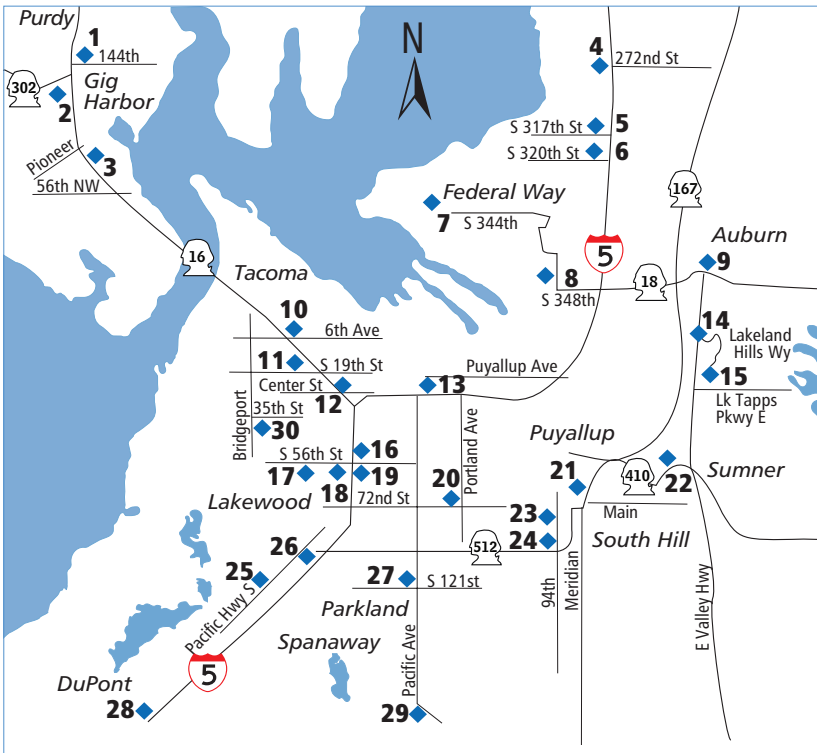 Purdy
1
144th
302
Gig
Harbor
2
Pioneer
3
56th NW
N
4
272nd St
S 317th St
5
S 320th St
6
167
Federal Way
7
S 344th
16
5
Auburn
9
8
18
S 348th
Tacoma
10
6th Ave
14
Lakeland
Hills Wy
11
S 19th St
Center St
12
13
Puyallup Ave
15
Lk Tapps
Pkwy E
35th St
30
Bridgeport
Portland Ave
Puyallup
16
S 56th St
17
18
19
20
21
410
22
Sumner
Lakewood
72nd St
Main
23
24
South Hill
512
26
25
27
S 121st
Pacific Hwy S
Parkland
94th
Meridian
E Valley Hwy
Spanaway
Pacific Ave
5
DuPont
28
29